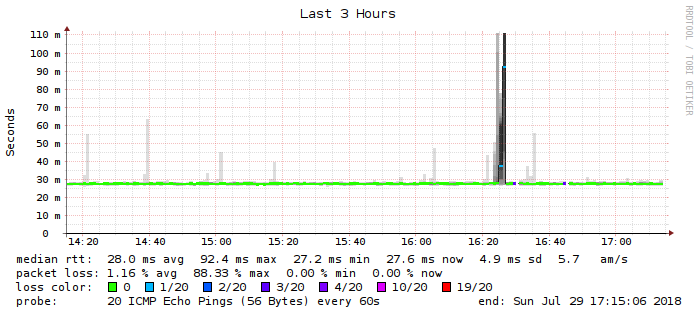 Last 3 Hours
RRDTOOL / TOBI OETIKER
Seconds
110 m
100 m
90 m
80 m
70 m
60 m
50 m
40 m
30 m
20 m
10 m
0
14:20 14:40 15:00 15:20 15:40 16:00 16:20 16:40 17:00
median rtt: 28.0 ms avg 92.4 ms max 27.2 ms min 27.6 ms now 4.9 ms sd 5.7 am/s
packet loss: 1.16 % avg 88.33 % max 0.00 % min 0.00 % now
loss color: 0 1/20 2/20 3/20 4/20 10/20 19/20
probe: 20 ICMP Echo Pings (56 Bytes) every 60s end: Sun Jul 29 17:15:06 2018